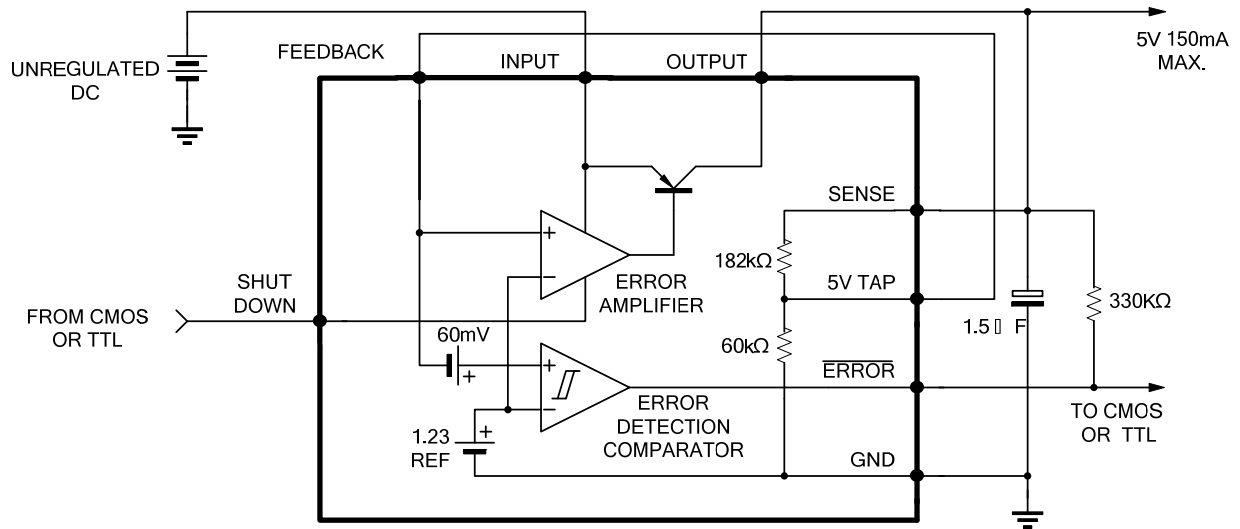 FEEDBACK
INPUT
OUTPUT
5V 150mA
MAX.
UNREGULATED
DC
SENSE
+
182kΩ
−
ERROR
AMPLIFIER
5V TAP
SHUT
DOWN
330KΩ
FROM CMOS
OR TTL
1.5▯ F
60mV
+
+
60kΩ
ERROR
−
ERROR
DETECTION
COMPARATOR
TO CMOS
OR TTL
1.23
REF
+
GND